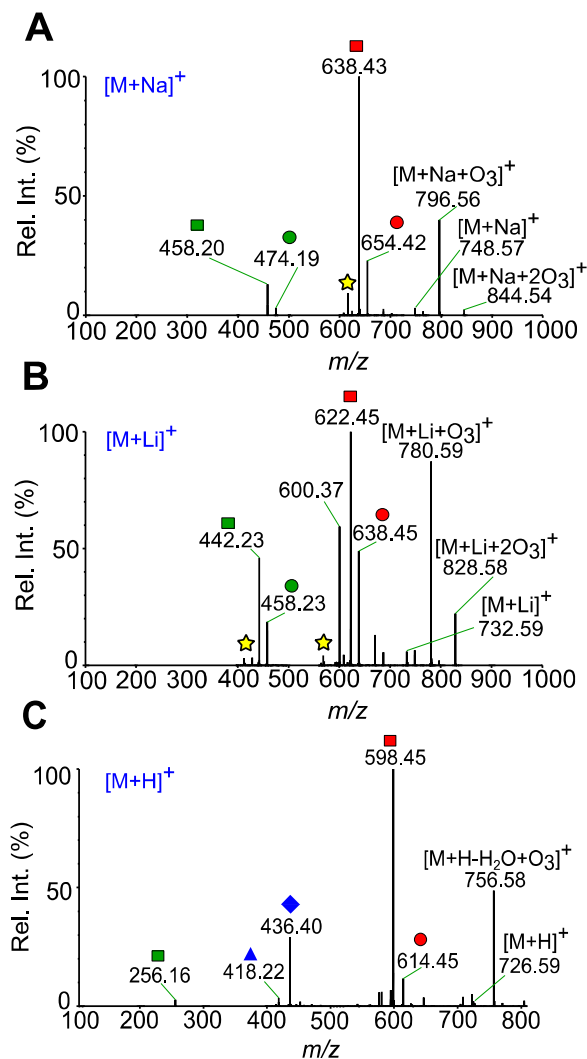 A
[M+Na]⁺
638.43
[M+Na+O₃]⁺
796.56
654.42
[M+Na]⁺
748.57
458.20
474.19
[M+Na+2O₃]⁺
844.54
Rel. Int. (%)
100
50
0
100 200 300 400 500 600 700 800 900 1000
m/z
B
[M+Li]⁺
622.45
[M+Li+O₃]⁺
780.59
600.37
638.45
442.23
458.23
[M+Li+2O₃]⁺
828.58
[M+Li]⁺
732.59
Rel. Int. (%)
100
50
0
100 200 300 400 500 600 700 800 900 1000
m/z
C
[M+H]⁺
598.45
[M+H-H₂O+O₃]⁺
756.58
436.40
418.22
256.16
614.45
[M+H]⁺
726.59
Rel. Int. (%)
100
50
0
100 200 300 400 500 600 700 800
m/z